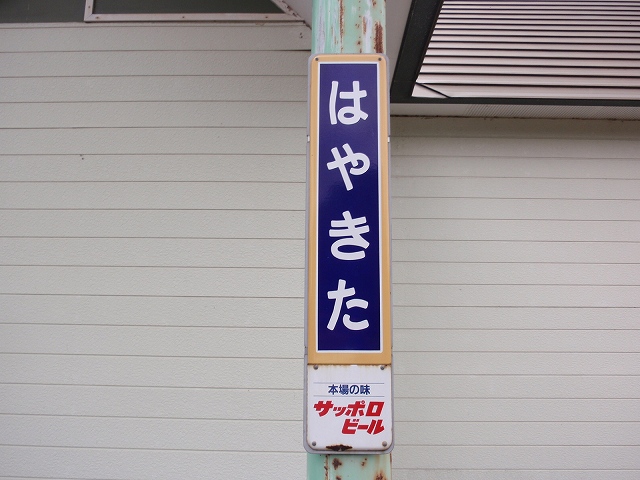 はやきた
本場の味
サッポロ
ビール